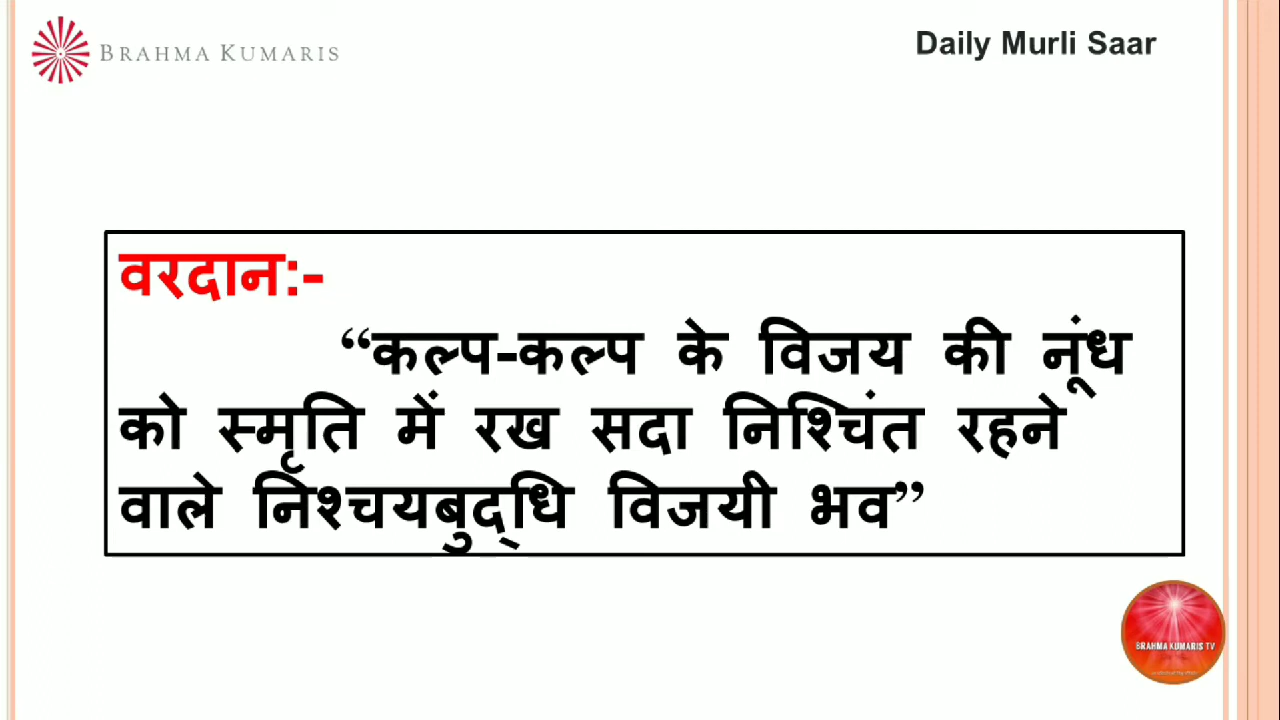 BRAHMA KUMARIS
Daily Murli Saar
वरदान:-
“कल्प-कल्प के विजय की नूंध
को स्मृति में रख सदा निश्चिंत रहने
वाले निश्चयबुद्धि विजयी भव”
BRAHMA KUMARIS TV